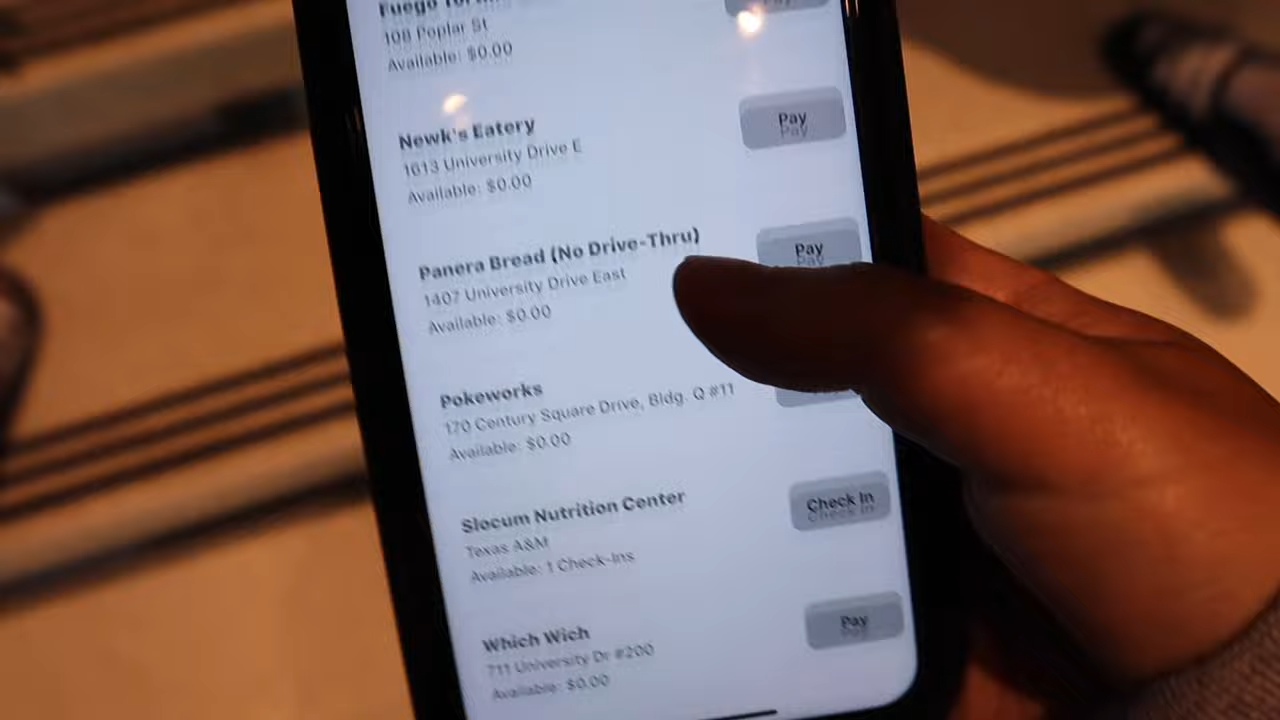 Fuego
108 Poplar St
Available: $0.00
Pay
Newk's Eatery
1613 University Drive E
Available: $0.00
Pay
Panera Bread (No Drive-Thru)
1407 University Drive East
Available: $0.00
Pay
Pokeworks
170 Century Square Drive, Bldg. Q #11
Available: $0.00
Slocum Nutrition Center
Texas A&M
Available: 1 Check-Ins
Check In
Which Wich
711 University Dr #200
Available: $0.00
Pay